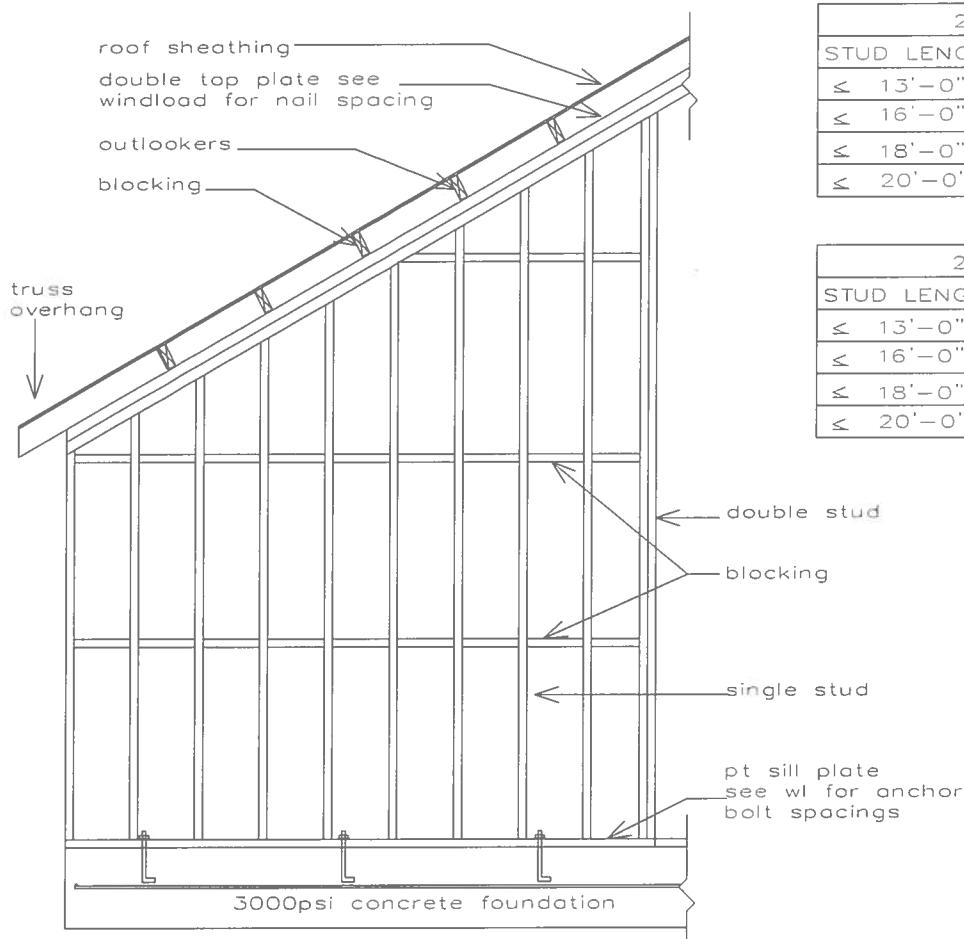 roof sheathing
double top plate see
windload for nail spacing
outlookers
blocking
truss
overhang
2
STUD LENG
≤ 13'-0"
≤ 16'-0"
≤ 18'-0"
≤ 20'-0"
2
STUD LENG
≤ 13'-0"
≤ 16'-0"
≤ 18'-0"
≤ 20'-0"
double stud
blocking
single stud
pt sill plate
see wl for anchor
bolt spacings
3000psi concrete foundation